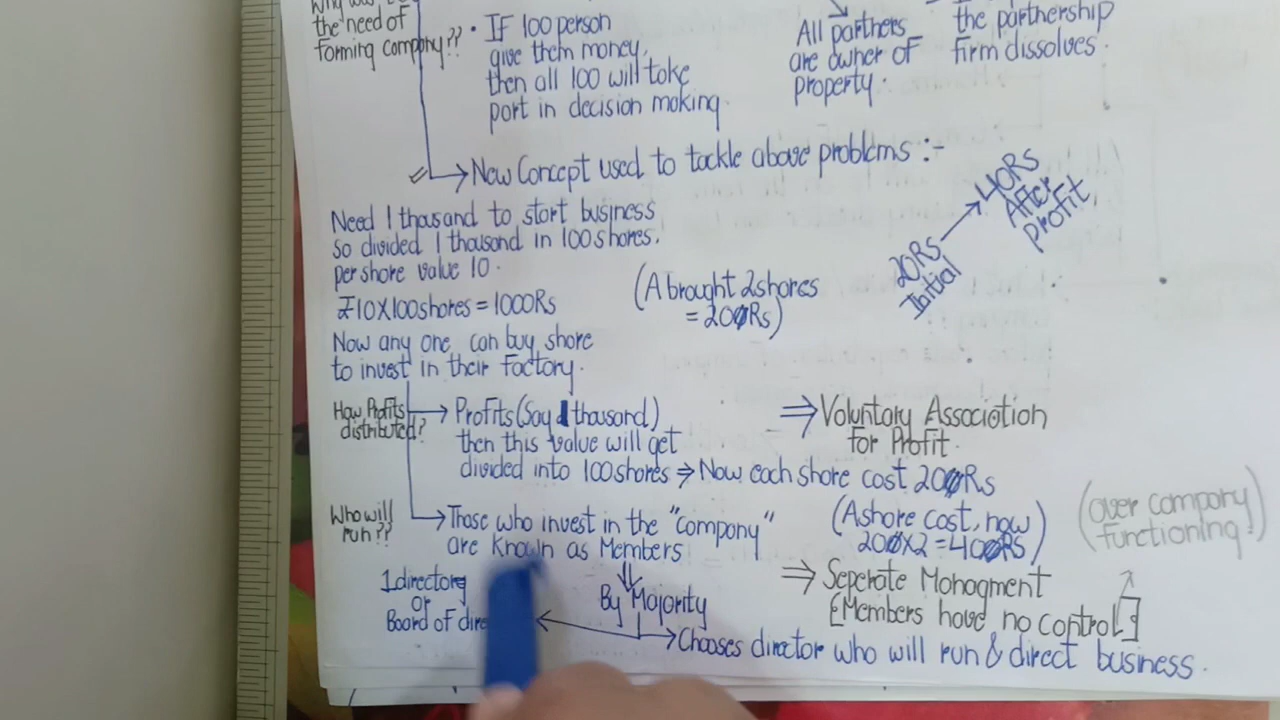 the need of
forming company??
• IF 100 person
give them money,
then all 100 will take
part in decision making.
All partners
are owner of
property.
the partnership
firm dissolves.
New Concept used to tackle above problems :-
Need 1 thousand to start business
so divided 1 thousand in 100 shares.
per share value 10.
₹10X100shares = 1000Rs
(A brought 2 shares
= 20Rs)
20RS
Initial
40RS
After
profit.
Now any one can buy share
to invest in their factory.
How Profits
distributed?
Profits (Say 1 thousand)
then this value will get
divided into 100 shares ⇒ Now each share cost 20Rs
⇒ Voluntary Association
for Profit.
Who will
run??
Those who invest in the "company"
are known as Members
(A share cost, now
20X2 = 40RS)
(Over company
functioning)
⇒ Seperate Monagment
[Members have no control]
By Majority
1 director
or
Board of dire
Chooses director who will run & direct business.